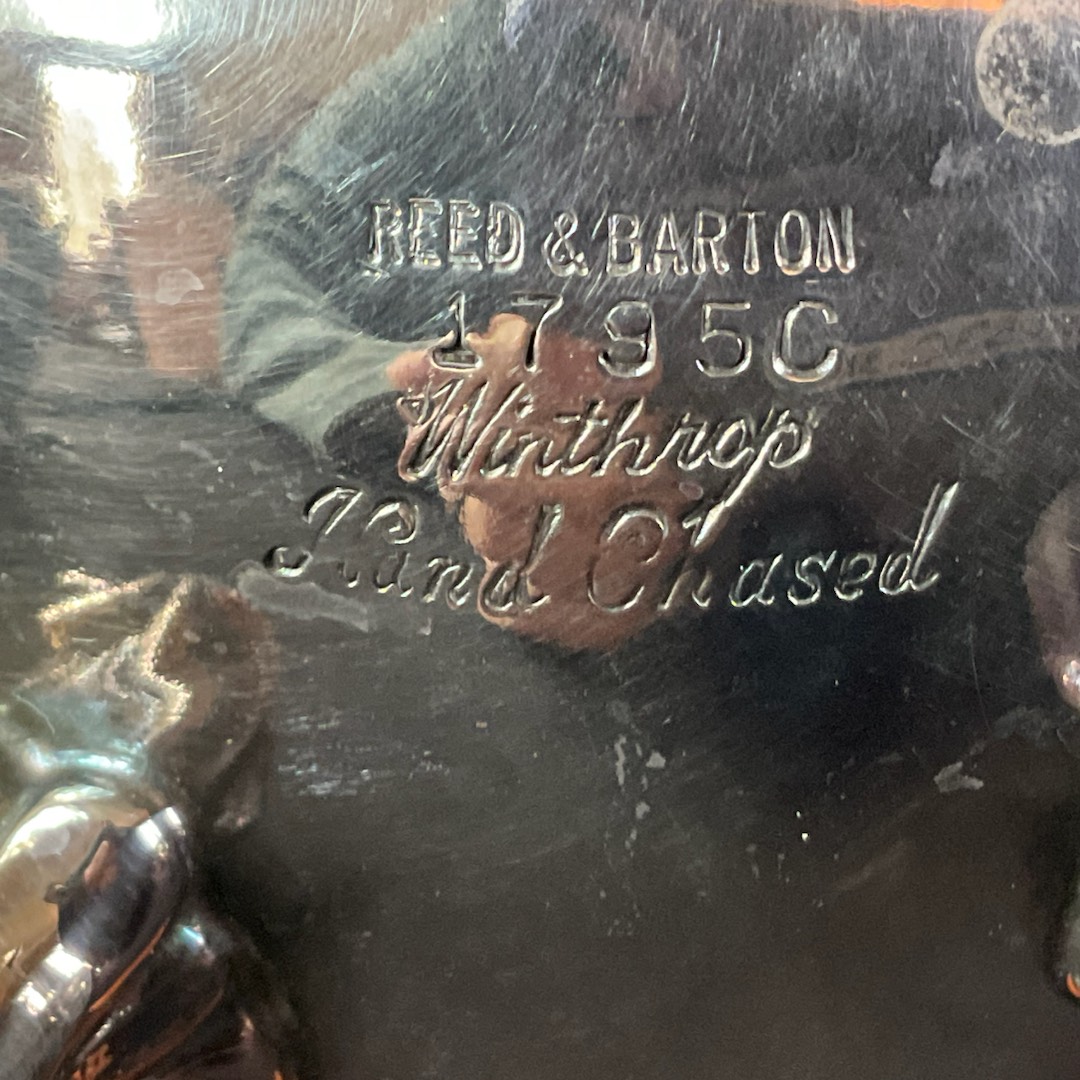 REED & BARTON
1795C
Winthrop
Hand Chased